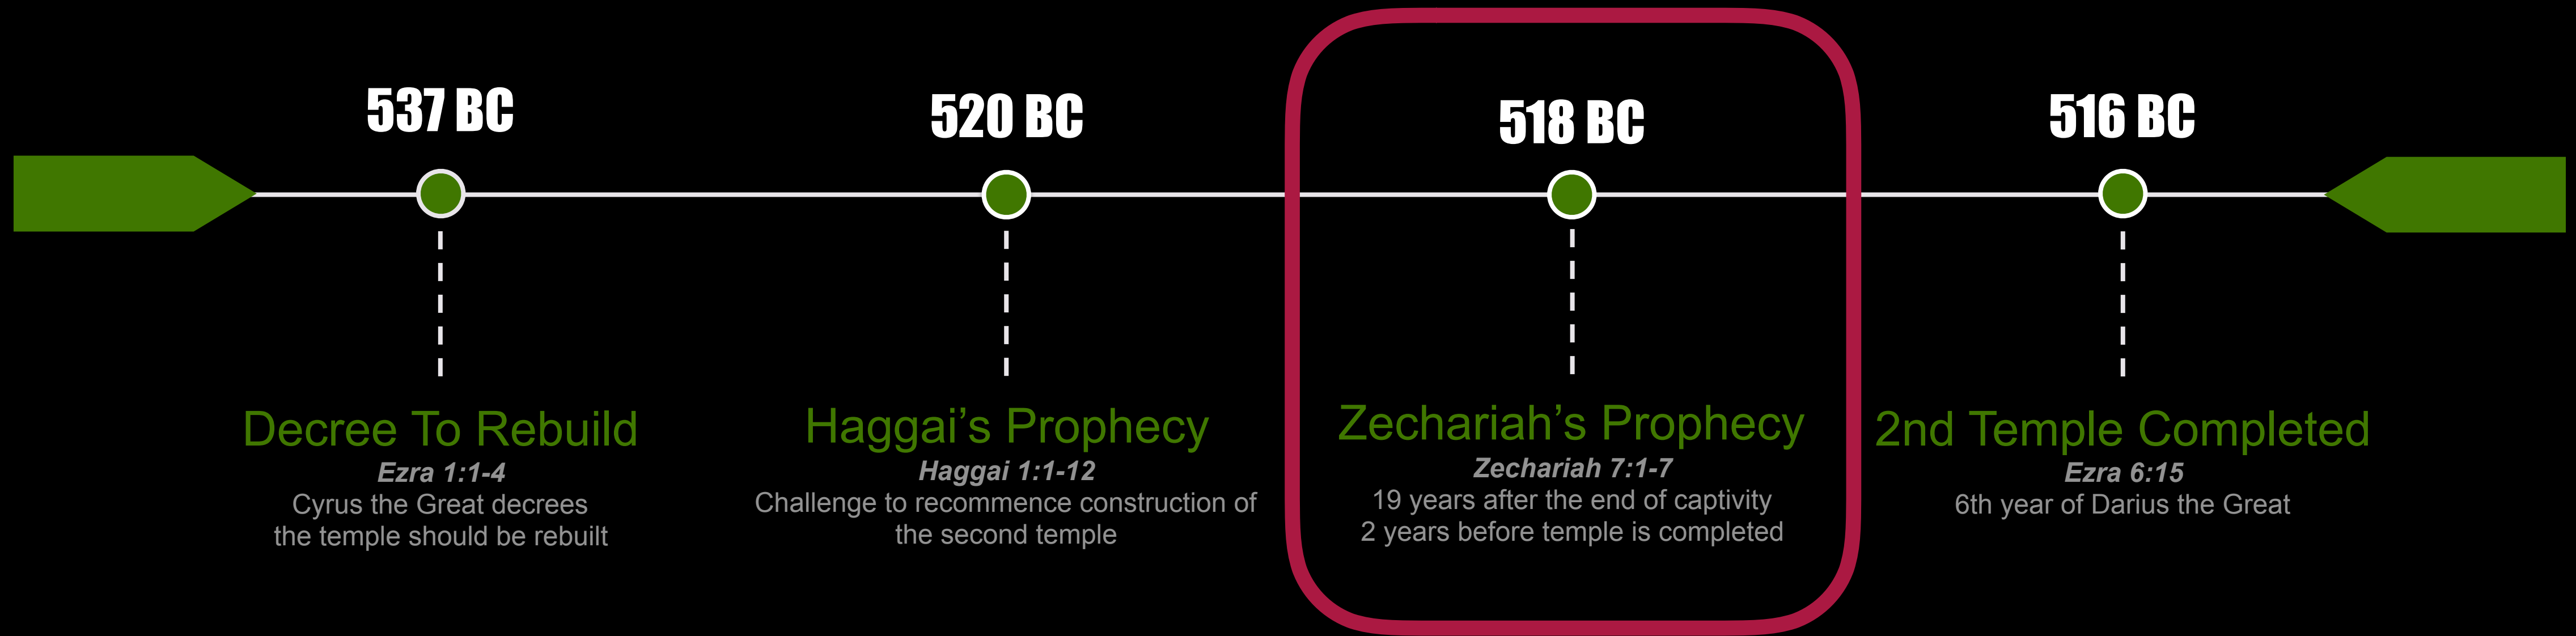 537 BC
Decree To Rebuild
Ezra 1:1-4
Cyrus the Great decrees
the temple should be rebuilt
520 BC
Haggai’s Prophecy
Haggai 1:1-12
Challenge to recommence construction of
the second temple
518 BC
Zechariah’s Prophecy
Zechariah 7:1-7
19 years after the end of captivity
2 years before temple is completed
516 BC
2nd Temple Completed
Ezra 6:15
6th year of Darius the Great